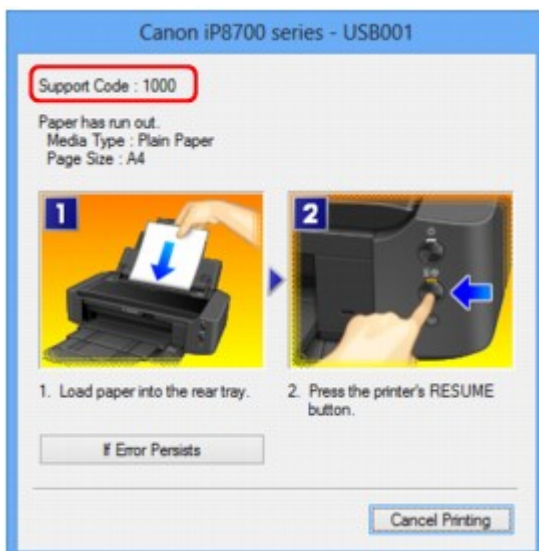 Canon iP8700 series - USB001
Support Code : 1000
Paper has run out.
Media Type : Plain Paper
Page Size : A4
1
2
1. Load paper into the rear tray.
2. Press the printer's RESUME
button.
If Error Persists
Cancel Printing